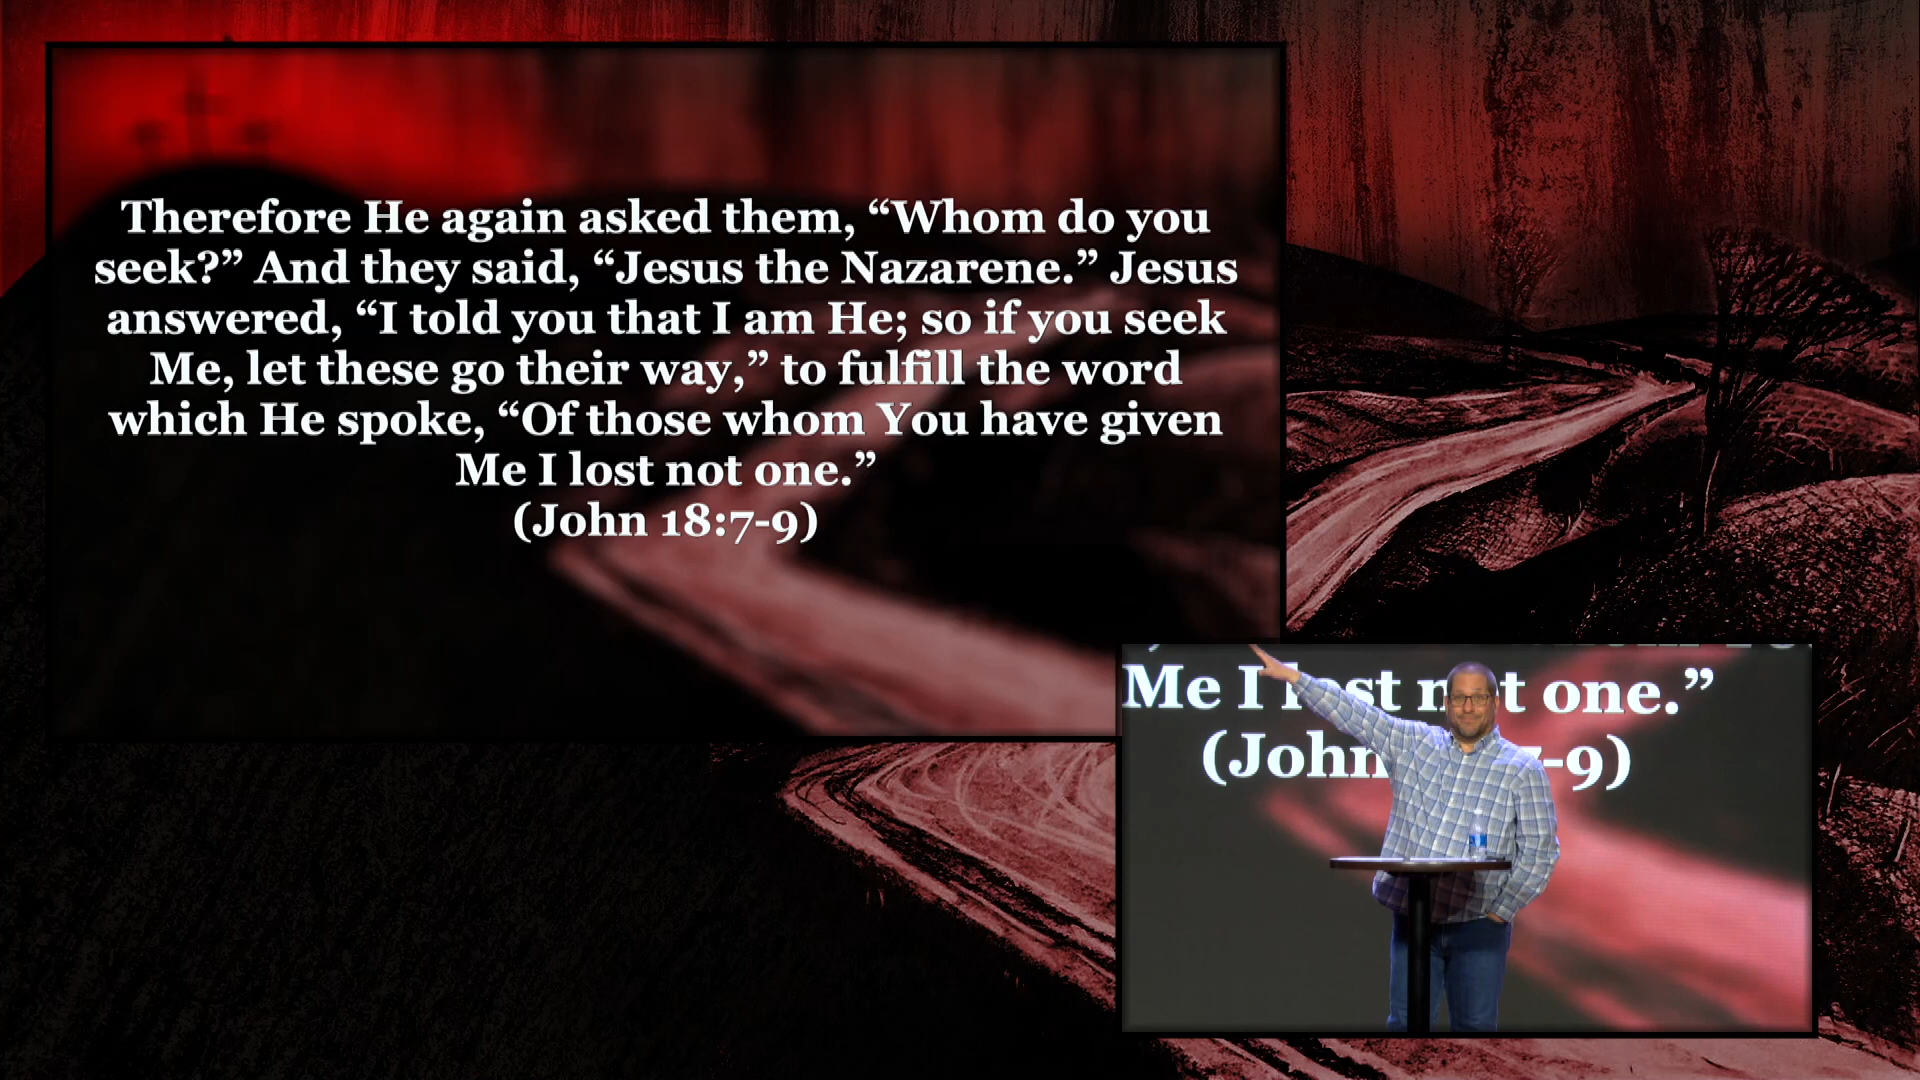 Therefore He again asked them, “Whom do you
seek?” And they said, “Jesus the Nazarene.” Jesus
answered, “I told you that I am He; so if you seek
Me, let these go their way,” to fulfill the word
which He spoke, “Of those whom You have given
Me I lost not one.”
(John 18:7-9)
Me I lost not one.”
(John 7-9)